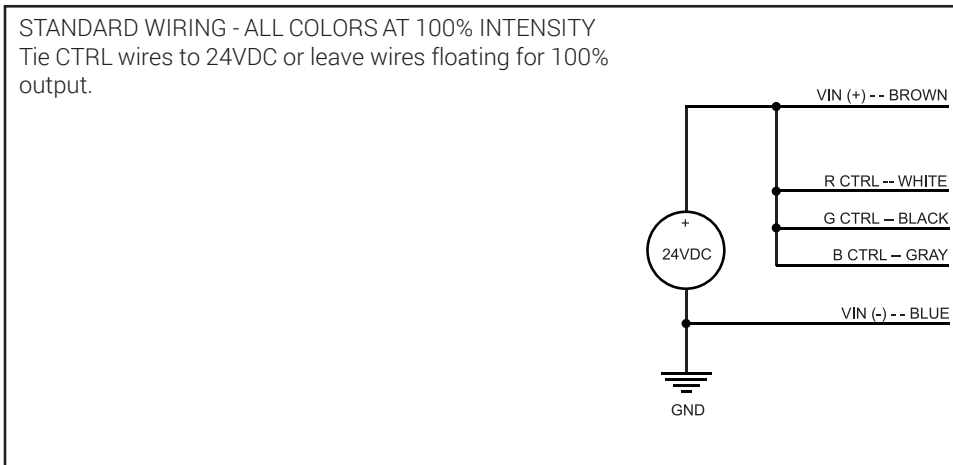 STANDARD WIRING - ALL COLORS AT 100% INTENSITY
Tie CTRL wires to 24VDC or leave wires floating for 100%
output.
VIN (+) - - BROWN
R CTRL -- WHITE
G CTRL – BLACK
+
24VDC
B CTRL – GRAY
VIN (-) - - BLUE
GND